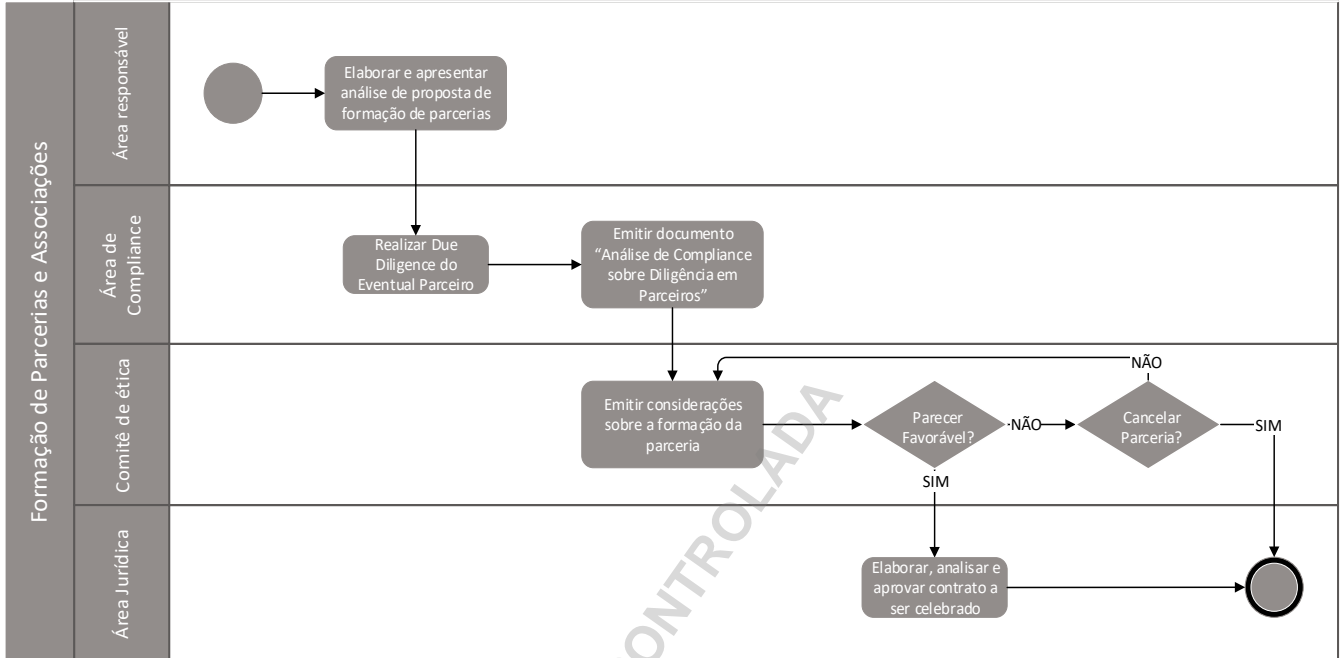 Formação de Parcerias e Associações
Área responsável
Elaborar e apresentar
análise de proposta de
formação de parcerias
Área de
Compliance
Realizar Due
Diligence do
Eventual Parceiro
Emitir documento
“Análise de Compliance
sobre Diligência em
Parceiros”
Comitê de ética
Emitir considerações
sobre a formação da
parceria
Parecer
Favorável?
NÃO
SIM
Cancelar
Parceria?
NÃO
SIM
Área Jurídica
Elaborar, analisar e
aprovar contrato a
ser celebrado